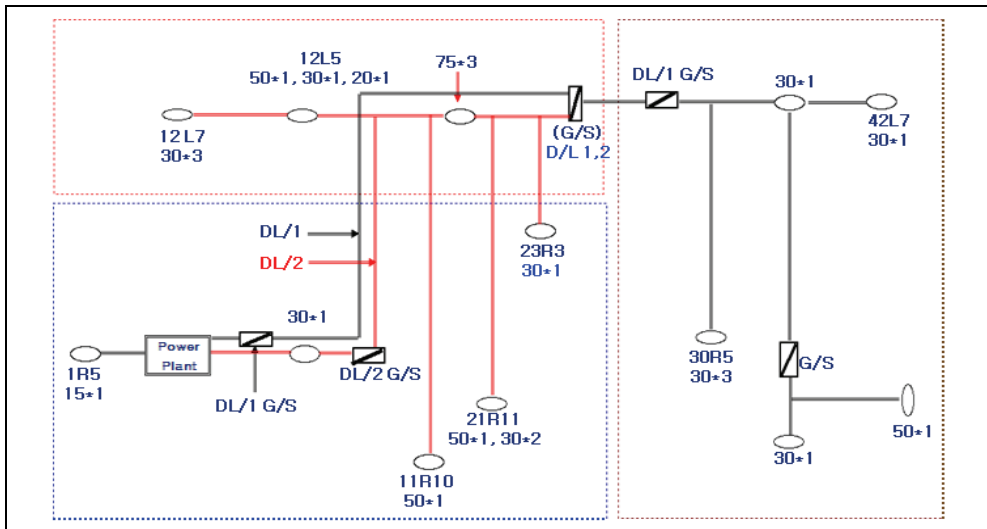 12L5
50*1, 30*1, 20*1
75*3
DL/1 G/S
30*1
12 L7
30*3
(G/S)
D/L 1,2
42L7
30*1
DL/1
DL/2
23R3
30*1
30*1
Power
Plant
1R5
15*1
DL/1 G/S
DL/2 G/S
30R5
30*3
G/S
21R11
50*1, 30*2
11R10
50*1
30*1
50*1